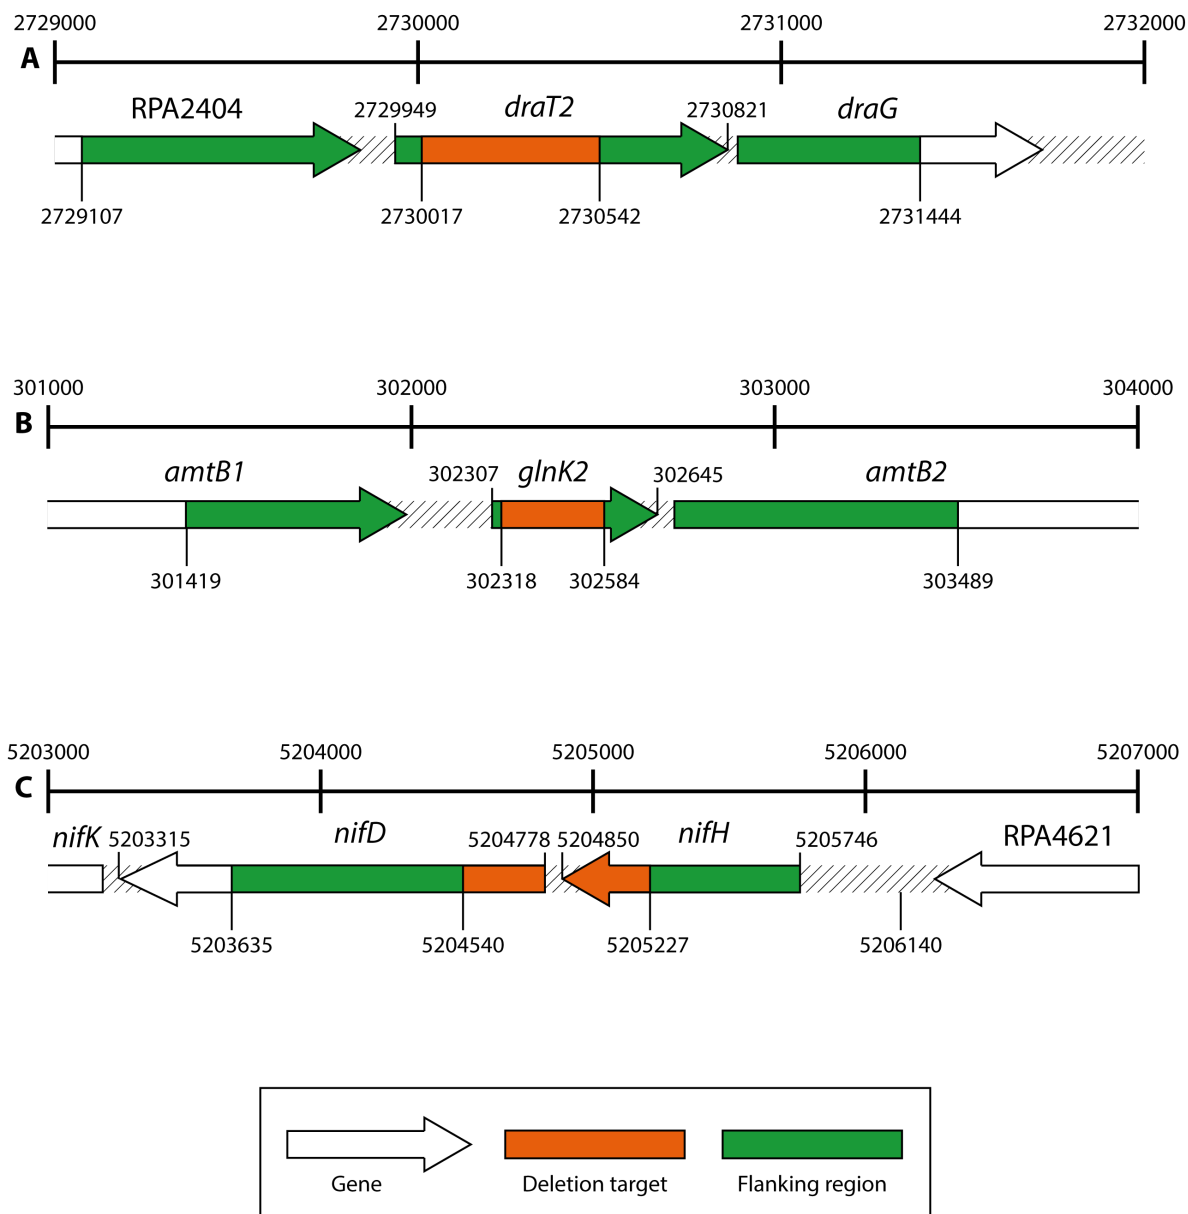 2729000 2730000 2731000 2732000
A
RPA2404 2729949 draT2 2730821 draG
2729107 2730017 2730542 2731444
301000 302000 303000 304000
B
amtB1 302307 glnK2 302645 amtB2
301419 302318 302584 303489
5203000 5204000 5205000 5206000 5207000
C
nifK 5203315 nifD 5204778 5204850 nifH 5205746 RPA4621
5203635 5204540 5205227 5206140
Gene Deletion target Flanking region